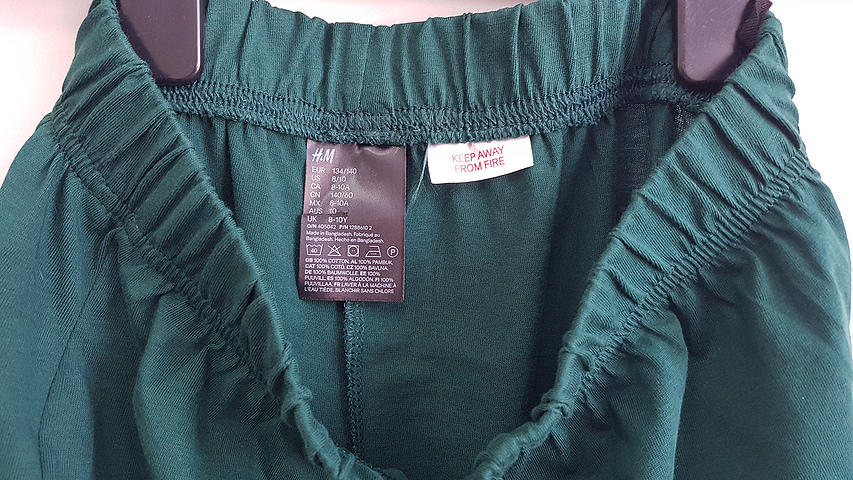 H&M
EUR 134/140
US 8/10
CA 8-10A
CN 140/60
MX 8-10A
AUS 10
UK 8-10Y
O/N 405042 P/N 1288610 2
Made in Bangladesh. Fabriqué au
Bangladesh. Hecho en Bangladesh.
40 P
GB 100% COTTON. AL 100% PAMBUK.
CAT 100% COTÓ. CZ 100% BAVLNA.
DE 100% BAUMWOLLE. EE 100%
PUUVILL. ES 100% ALGODÓN. FI 100%
PUUVILLAA. FR LAVER À LA MACHINE À
L'EAU TIÈDE. BLANCHIR SANS CHLORE
KEEP AWAY
FROM FIRE